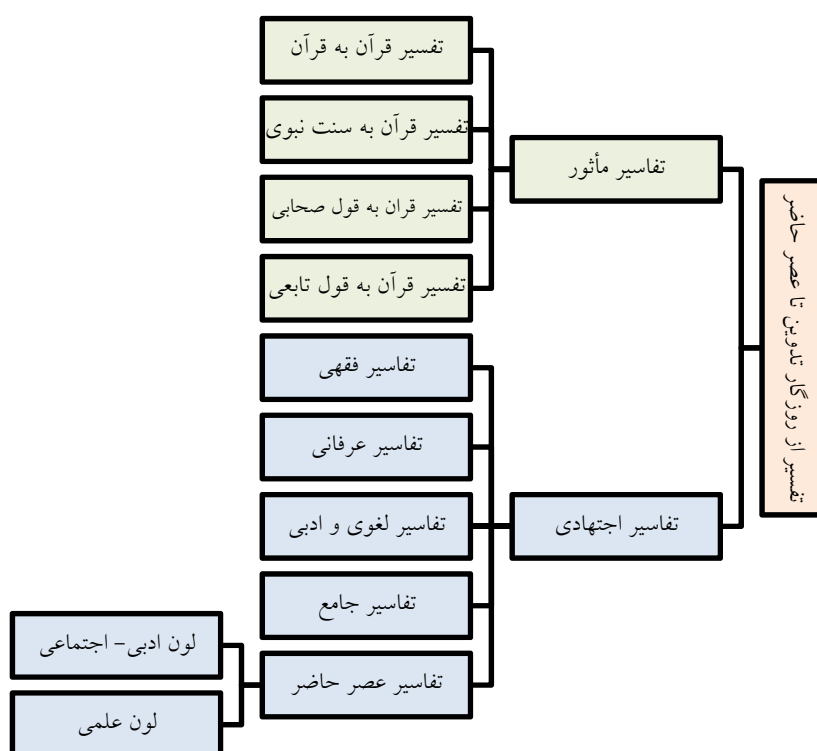 تفسیر از روزگار تدوین تا عصر حاضر
تفاسیر مأثور
تفسیر قرآن به قرآن
تفسیر قرآن به سنت نبوی
تفسیر قران به قول صحابی
تفسیر قرآن به قول تابعی
تفاسیر اجتهادی
تفاسیر فقهی
تفاسیر عرفانی
تفاسیر لغوی و ادبی
تفاسیر جامع
تفاسیر عصر حاضر
لون ادبی- اجتماعی
لون علمی